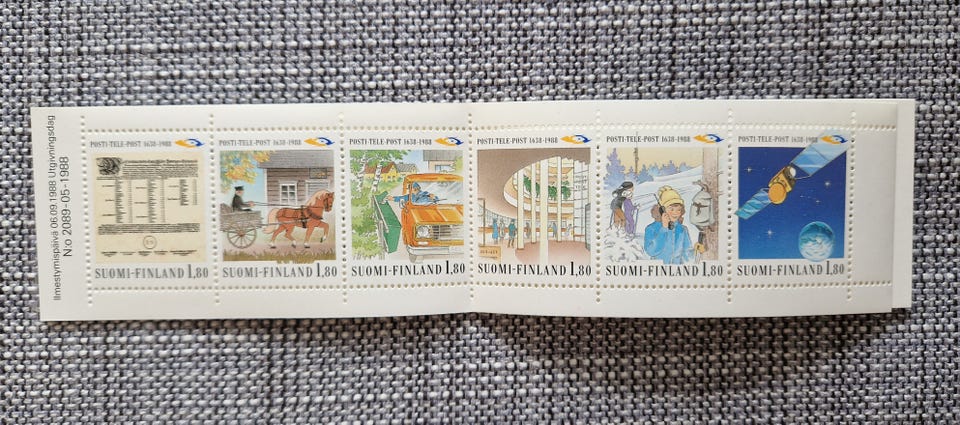 Ilmestymispäivä 06.09.1988 Utgivningsdag
N:o 2089-05-1988
POSTI-TELE-POST 1638-1988
SUOMI-FINLAND 1,80
POSTI-TELE-POST 1638-1988
SUOMI-FINLAND 1,80
POSTI-TELE-POST 1638-1988
SUOMI-FINLAND 1,80
POSTI-TELE-POST 1638-1988
SUOMI-FINLAND 1,80
POSTI-TELE-POST 1638-1988
SUOMI-FINLAND 1,80
POSTI-TELE-POST 1638-1988
SUOMI-FINLAND 1,80